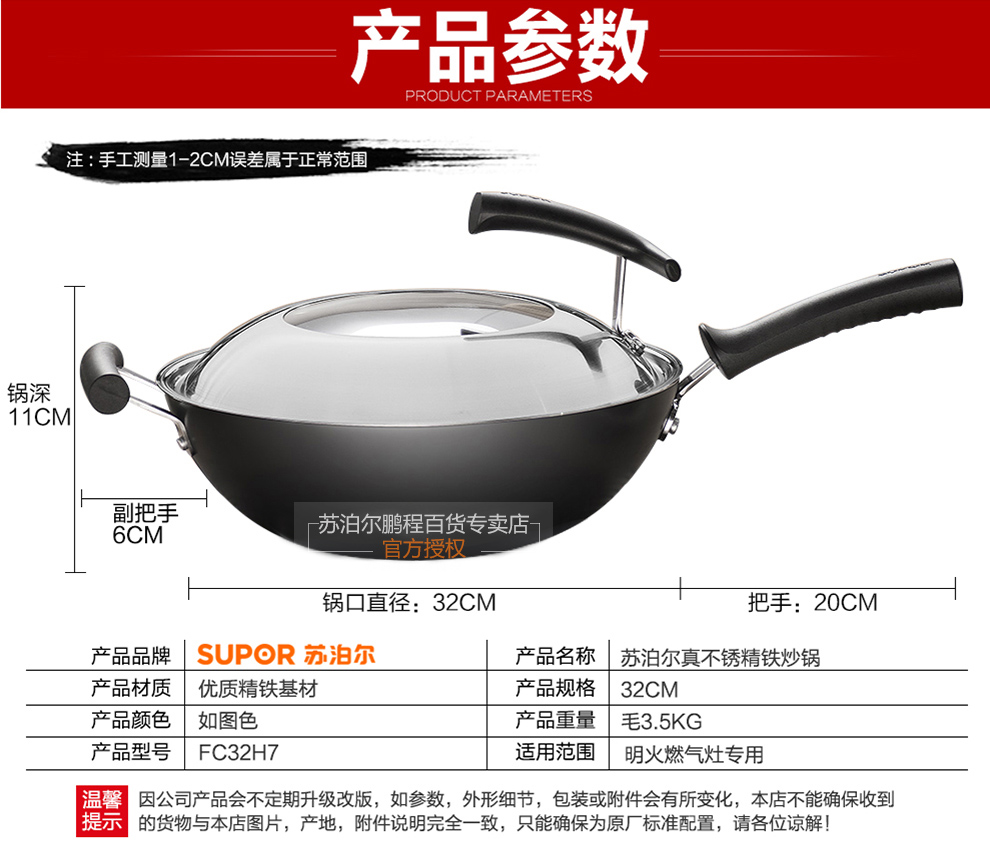 产品参数
PRODUCT PARAMETERS
注：手工测量1-2CM误差属于正常范围
锅深
11CM
副把手
6CM
苏泊尔鹏程百货专卖店
官方授权
锅口直径：32CM
把手：20CM
产品品牌 SUPOR 苏泊尔 产品名称 苏泊尔真不锈精铁炒锅
产品材质 优质精铁基材 产品规格 32CM
产品颜色 如图色 产品重量 毛3.5KG
产品型号 FC32H7 适用范围 明火燃气灶专用
温馨
提示
因公司产品会不定期升级改版，如参数，外形细节，包装或附件会有所变化，本店不能确保收到
的货物与本店图片，产地，附件说明完全一致，只能确保为原厂标准配置，请各位谅解！